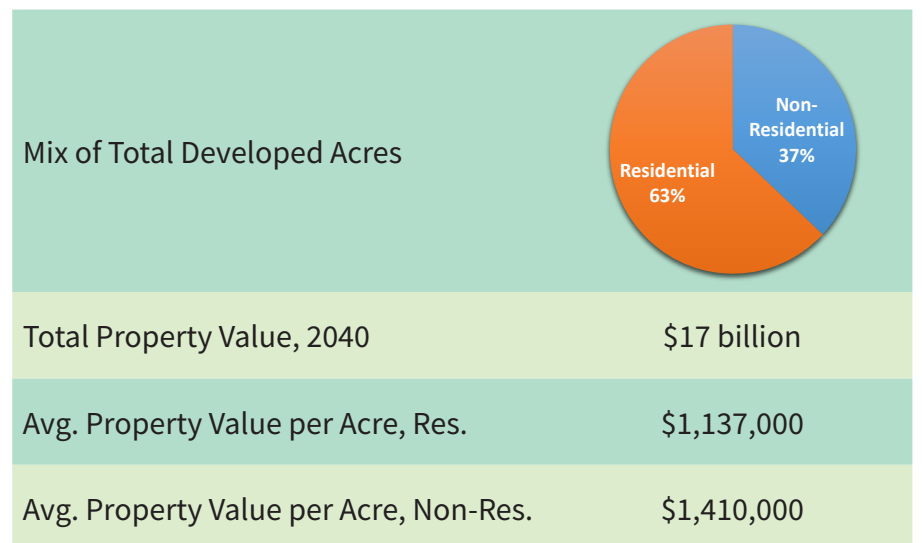 Mix of Total Developed Acres
Non-
Residential
37%
Residential
63%
Total Property Value, 2040
$17 billion
Avg. Property Value per Acre, Res.
$1,137,000
Avg. Property Value per Acre, Non-Res.
$1,410,000